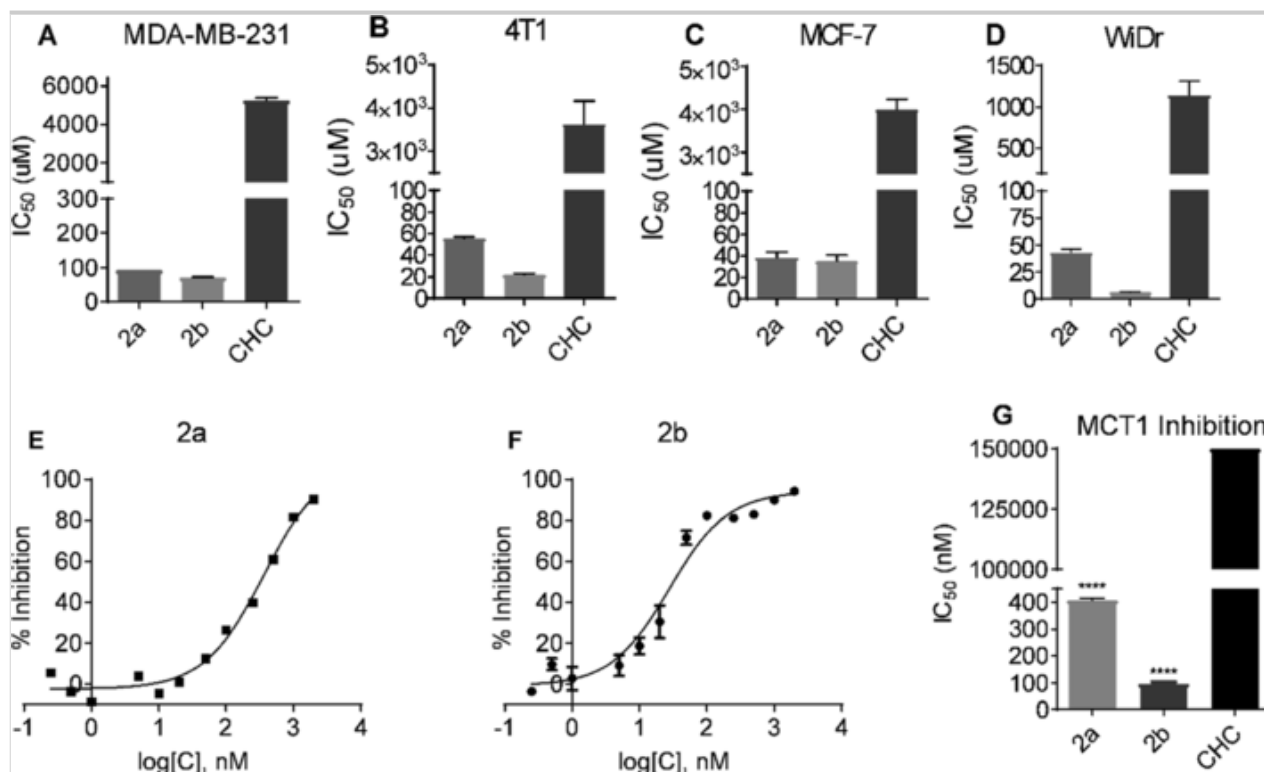 A MDA-MB-231
IC50 (uM)
6000
4000
2000
300
200
100
0
2a 2b CHC
B 4T1
IC50 (uM)
5×10³
4×10³
3×10³
100
80
60
40
20
0
2a 2b CHC
C MCF-7
IC50 (uM)
5×10³
4×10³
3×10³
100
80
60
40
20
0
2a 2b CHC
D WiDr
IC50 (uM)
1500
1000
500
100
75
50
25
0
2a 2b CHC
E 2a
% Inhibition
100
80
60
40
20
0
-1 0 1 2 3 4
log[C], nM
F 2b
% Inhibition
100
80
60
40
20
0
-1 0 1 2 3 4
log[C], nM
G MCT1 Inhibition
IC50 (nM)
150000
125000
100000
400
300
200
100
0
**** ****
2a 2b CHC